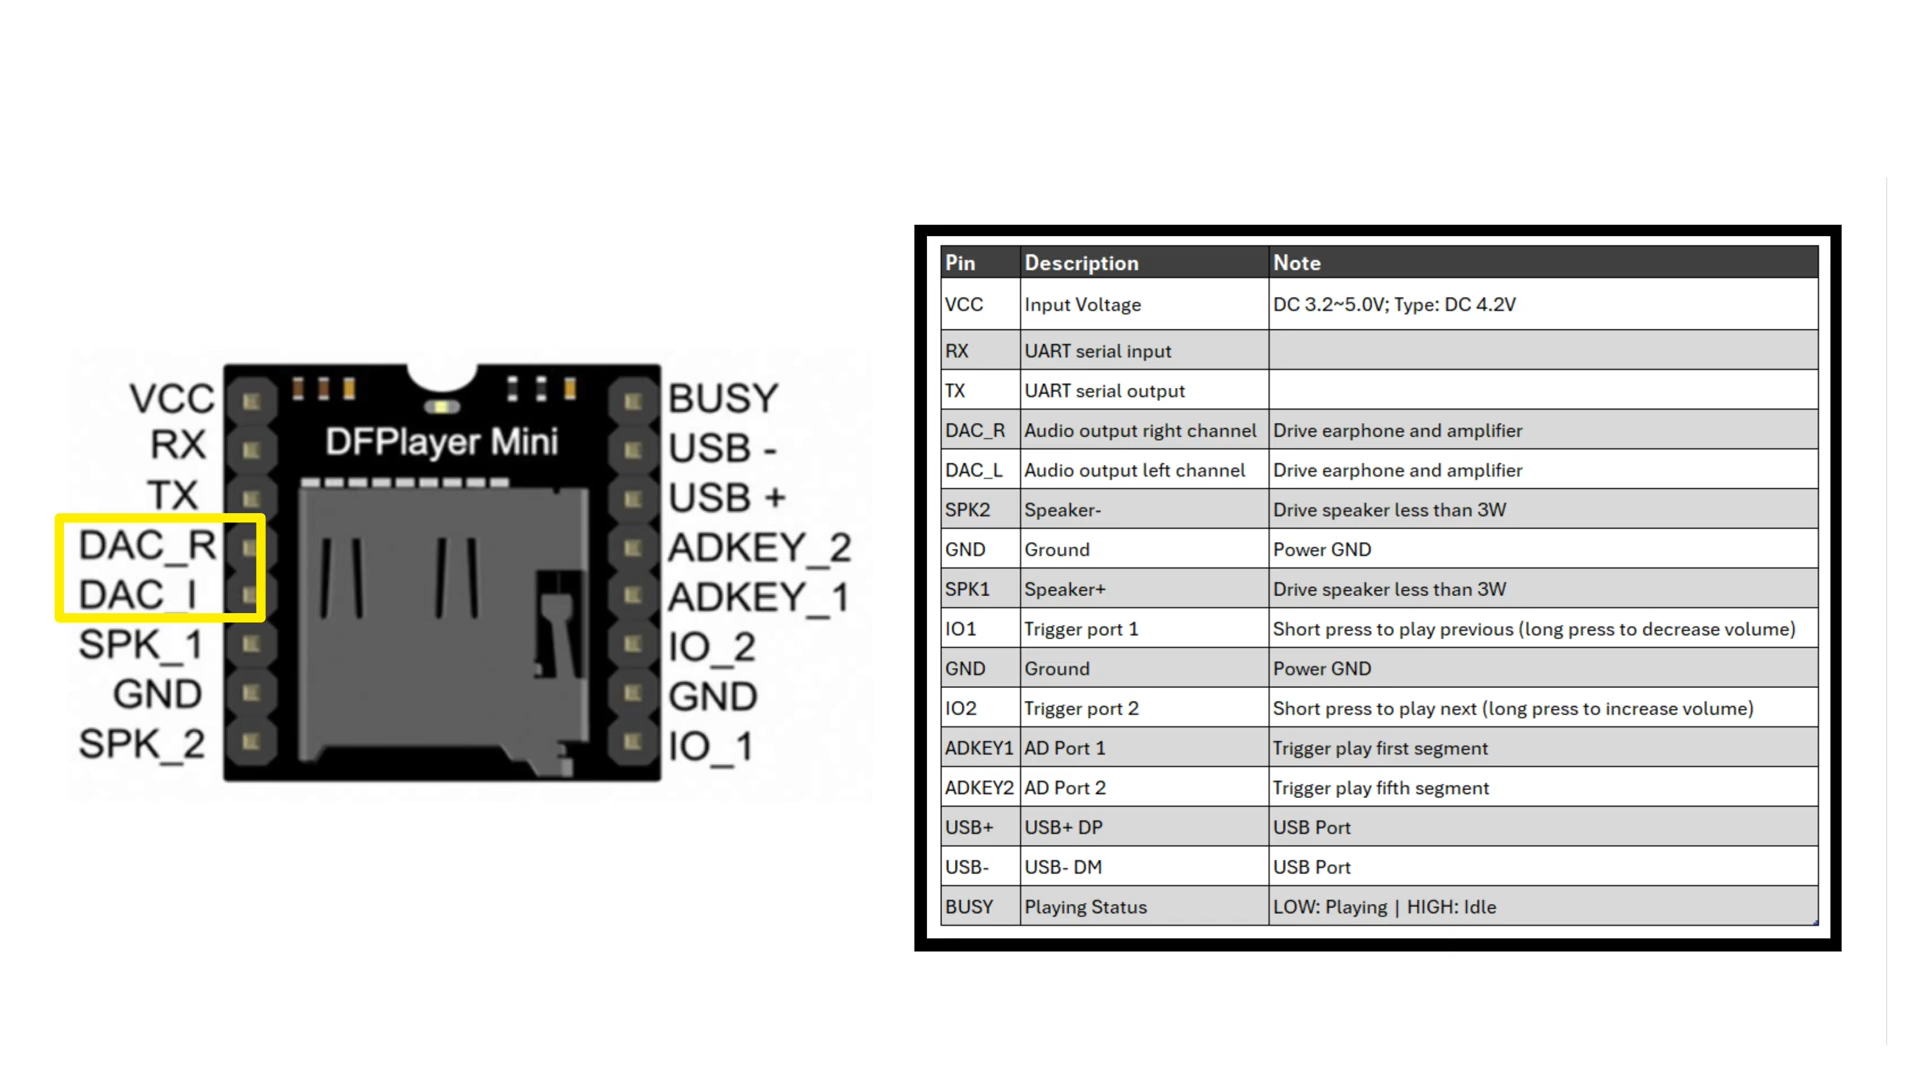 VCC
RX
TX
DAC_R
DAC_I
SPK_1
GND
SPK_2
DFPlayer Mini
BUSY
USB -
USB +
ADKEY_2
ADKEY_1
IO_2
GND
IO_1
Pin Description Note
VCC Input Voltage DC 3.2~5.0V; Type: DC 4.2V
RX UART serial input
TX UART serial output
DAC_R Audio output right channel Drive earphone and amplifier
DAC_L Audio output left channel Drive earphone and amplifier
SPK2 Speaker- Drive speaker less than 3W
GND Ground Power GND
SPK1 Speaker+ Drive speaker less than 3W
IO1 Trigger port 1 Short press to play previous (long press to decrease volume)
GND Ground Power GND
IO2 Trigger port 2 Short press to play next (long press to increase volume)
ADKEY1 AD Port 1 Trigger play first segment
ADKEY2 AD Port 2 Trigger play fifth segment
USB+ USB+ DP USB Port
USB- USB- DM USB Port
BUSY Playing Status LOW: Playing | HIGH: Idle